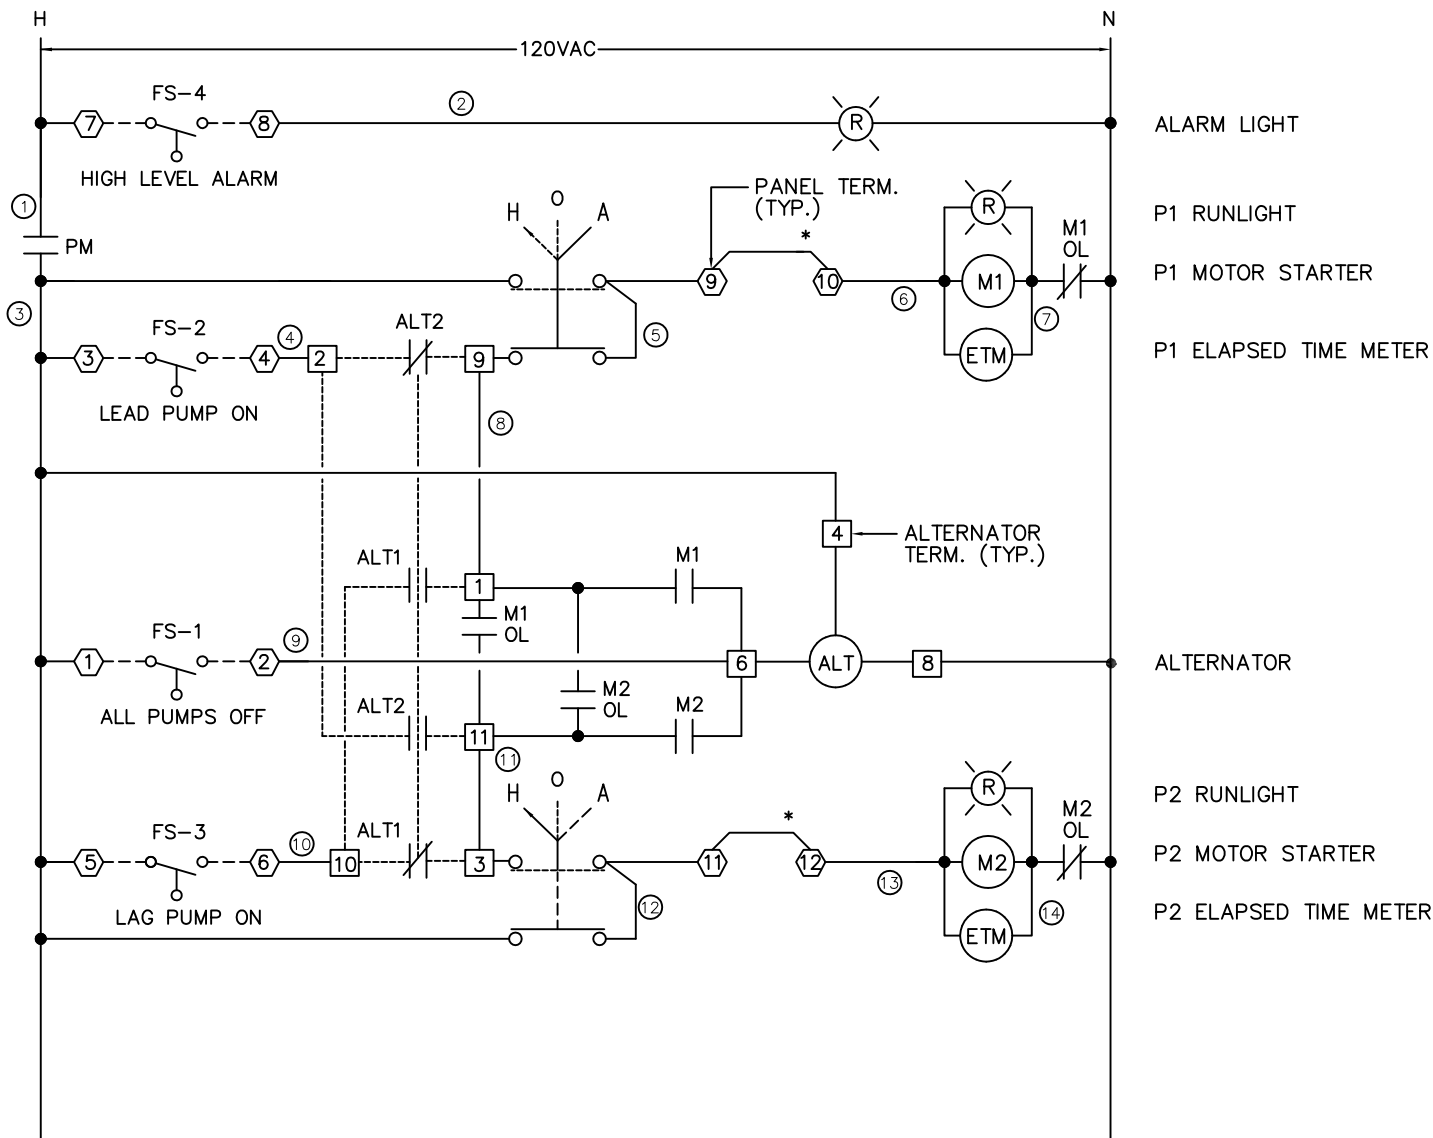 H
N
120VAC
FS-4
7
8
2
R
ALARM LIGHT
HIGH LEVEL ALARM
1
PM
H
O
A
PANEL TERM.
(TYP.)
*
9
10
6
R
M1
ETM
7
M1
OL
P1 RUNLIGHT
P1 MOTOR STARTER
P1 ELAPSED TIME METER
3
FS-2
3
4
4
2
ALT2
9
5
LEAD PUMP ON
8
4
ALTERNATOR
TERM. (TYP.)
ALT1
1
M1
M1
OL
FS-1
1
2
9
6
ALT
8
ALTERNATOR
ALL PUMPS OFF
M2
OL
ALT2
11
M2
11
H
O
A
FS-3
5
6
10
10
ALT1
3
12
LAG PUMP ON
*
11
12
13
R
M2
ETM
14
M2
OL
P2 RUNLIGHT
P2 MOTOR STARTER
P2 ELAPSED TIME METER